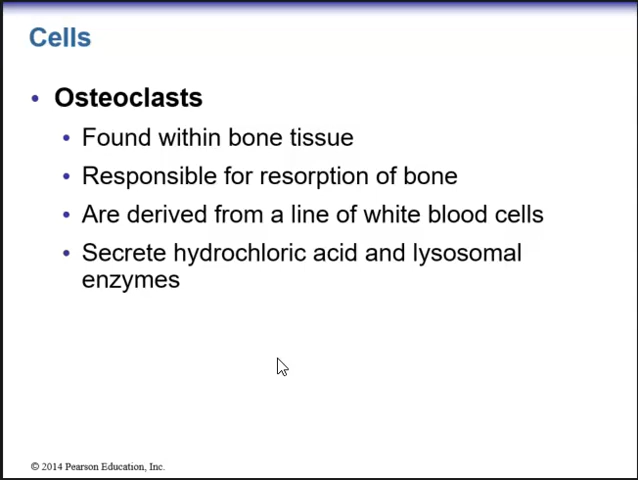 Cells
• Osteoclasts
• Found within bone tissue
• Responsible for resorption of bone
• Are derived from a line of white blood cells
• Secrete hydrochloric acid and lysosomal
enzymes
© 2014 Pearson Education, Inc.